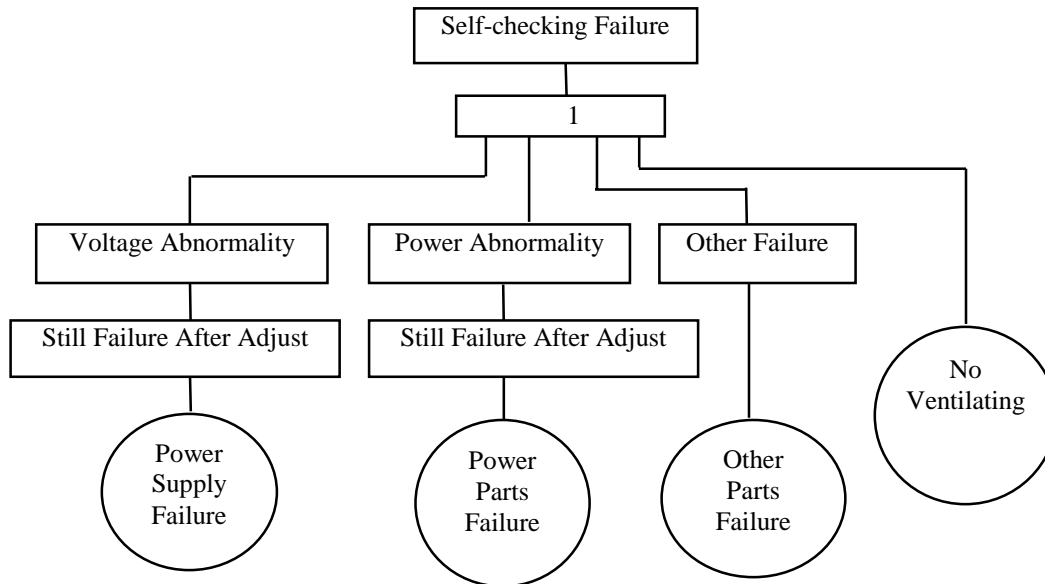 Self-checking Failure
1
Voltage Abnormality
Power Abnormality
Other Failure
Still Failure After Adjust
Still Failure After Adjust
No
Ventilating
Power
Supply
Failure
Power
Parts
Failure
Other
Parts
Failure